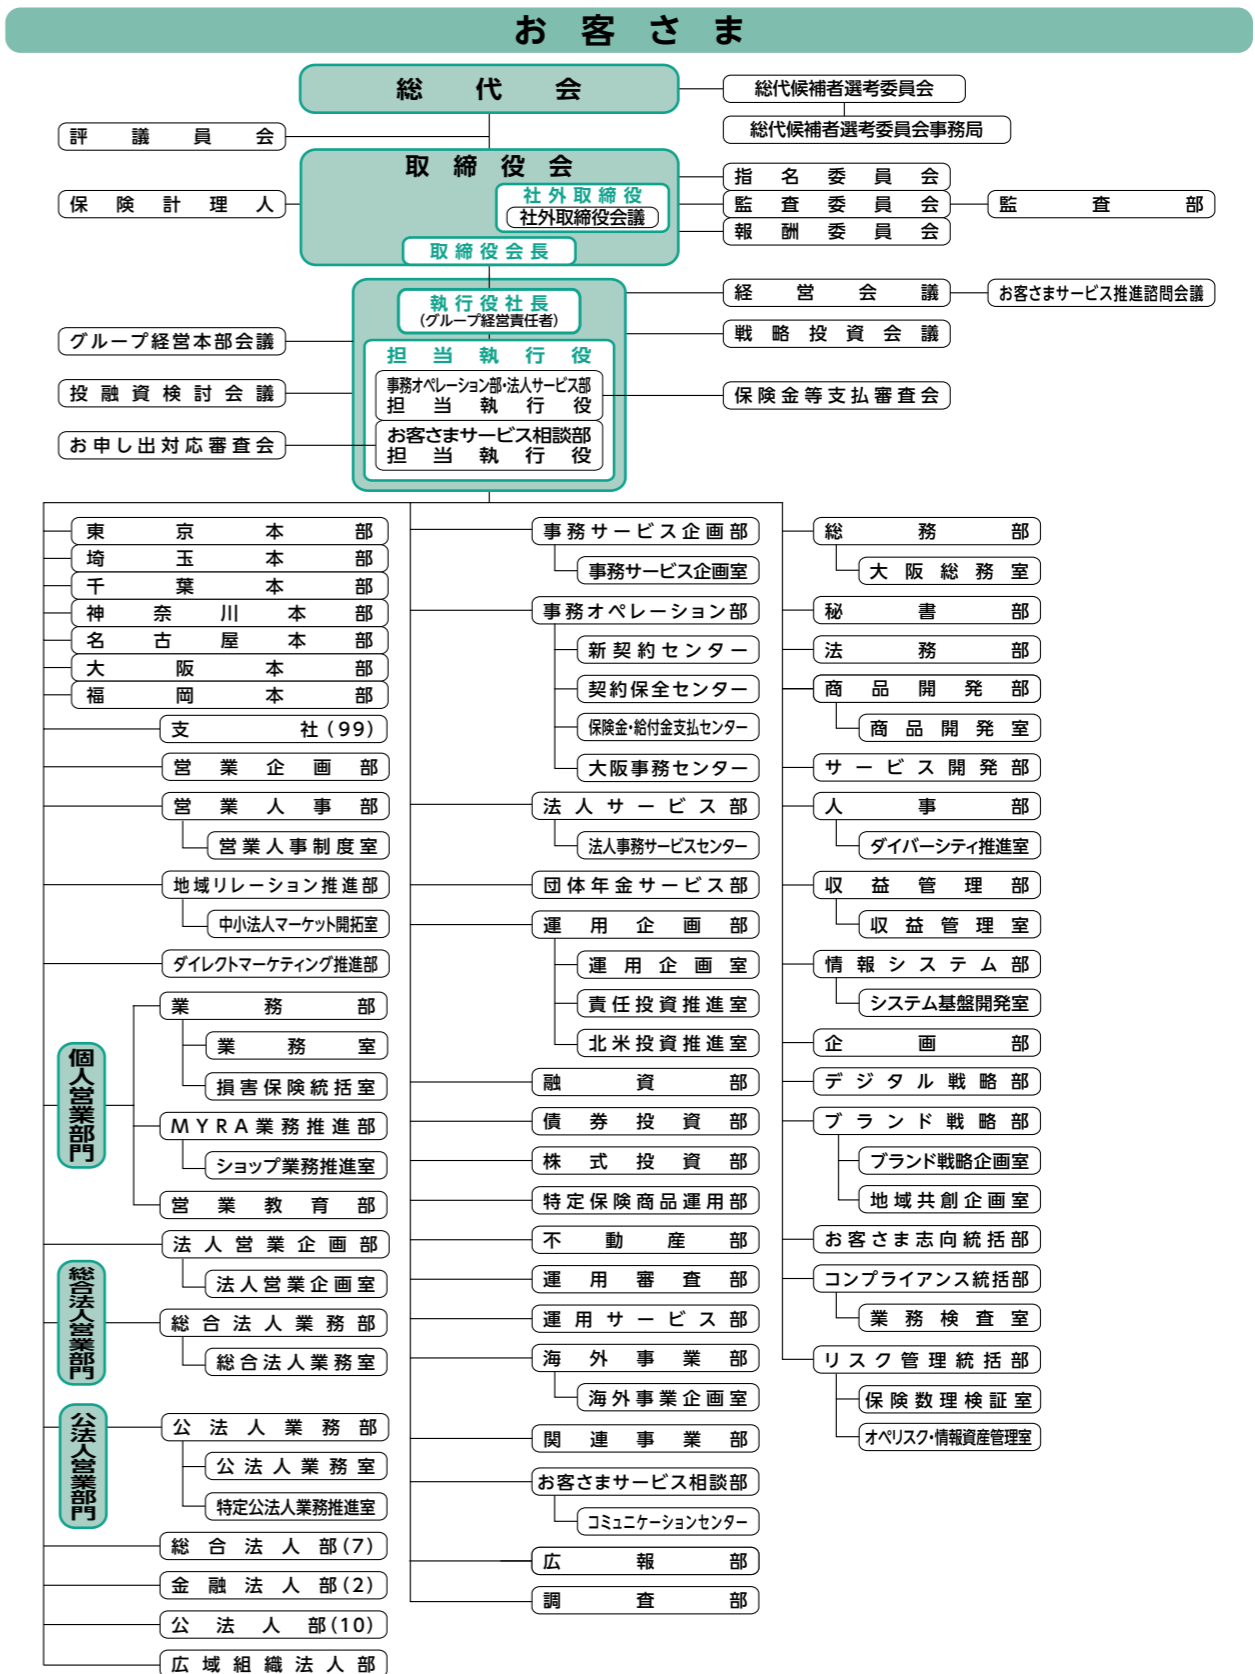 お客さま
総代会
総代候補者選考委員会
総代候補者選考委員会事務局
評議員会
取締役会
社外取締役
社外取締役会議
取締役会長
保険計理人
指名委員会
監査委員会
監査部
報酬委員会
執行役社長
(グループ経営責任者)
経営会議
お客さまサービス推進諮問会議
戦略投資会議
グループ経営本部会議
担当執行役
投融資検討会議
事務オペレーション部・法人サービス部
担当執行役
保険金等支払審査会
お申し出対応審査会
お客さまサービス相談部
担当執行役
東京本部
埼玉本部
千葉本部
神奈川本部
名古屋本部
大阪本部
福岡本部
支社(99)
営業企画部
営業人事部
営業人事制度室
地域リレーション推進部
中小法人マーケット開拓室
ダイレクトマーケティング推進部
個人営業部門
業務部
業務室
損害保険統括室
MYRA業務推進部
ショップ業務推進室
営業教育部
法人営業企画部
法人営業企画室
総合法人営業部門
総合法人業務部
総合法人業務室
公法人営業部門
公法人業務部
公法人業務室
特定公法人業務推進室
総合法人部(7)
金融法人部(2)
公法人部(10)
広域組織法人部
事務サービス企画部
事務サービス企画室
事務オペレーション部
新契約センター
契約保全センター
保険金・給付金支払センター
大阪事務センター
法人サービス部
法人事務サービスセンター
団体年金サービス部
運用企画部
運用企画室
責任投資推進室
北米投資推進室
融資部
債券投資部
株式投資部
特定保険商品運用部
不動産部
運用審査部
運用サービス部
海外事業部
海外事業企画室
関連事業部
お客さまサービス相談部
コミュニケーションセンター
広報部
調査部
総務部
大阪総務室
秘書部
法務部
商品開発部
商品開発室
サービス開発部
人事部
ダイバーシティ推進室
収益管理部
収益管理室
情報システム部
システム基盤開発室
企画部
デジタル戦略部
ブランド戦略部
ブランド戦略企画室
地域共創企画室
お客さま志向統括部
コンプライアンス統括部
業務検査室
リスク管理統括部
保険数理検証室
オペリスク・情報資産管理室